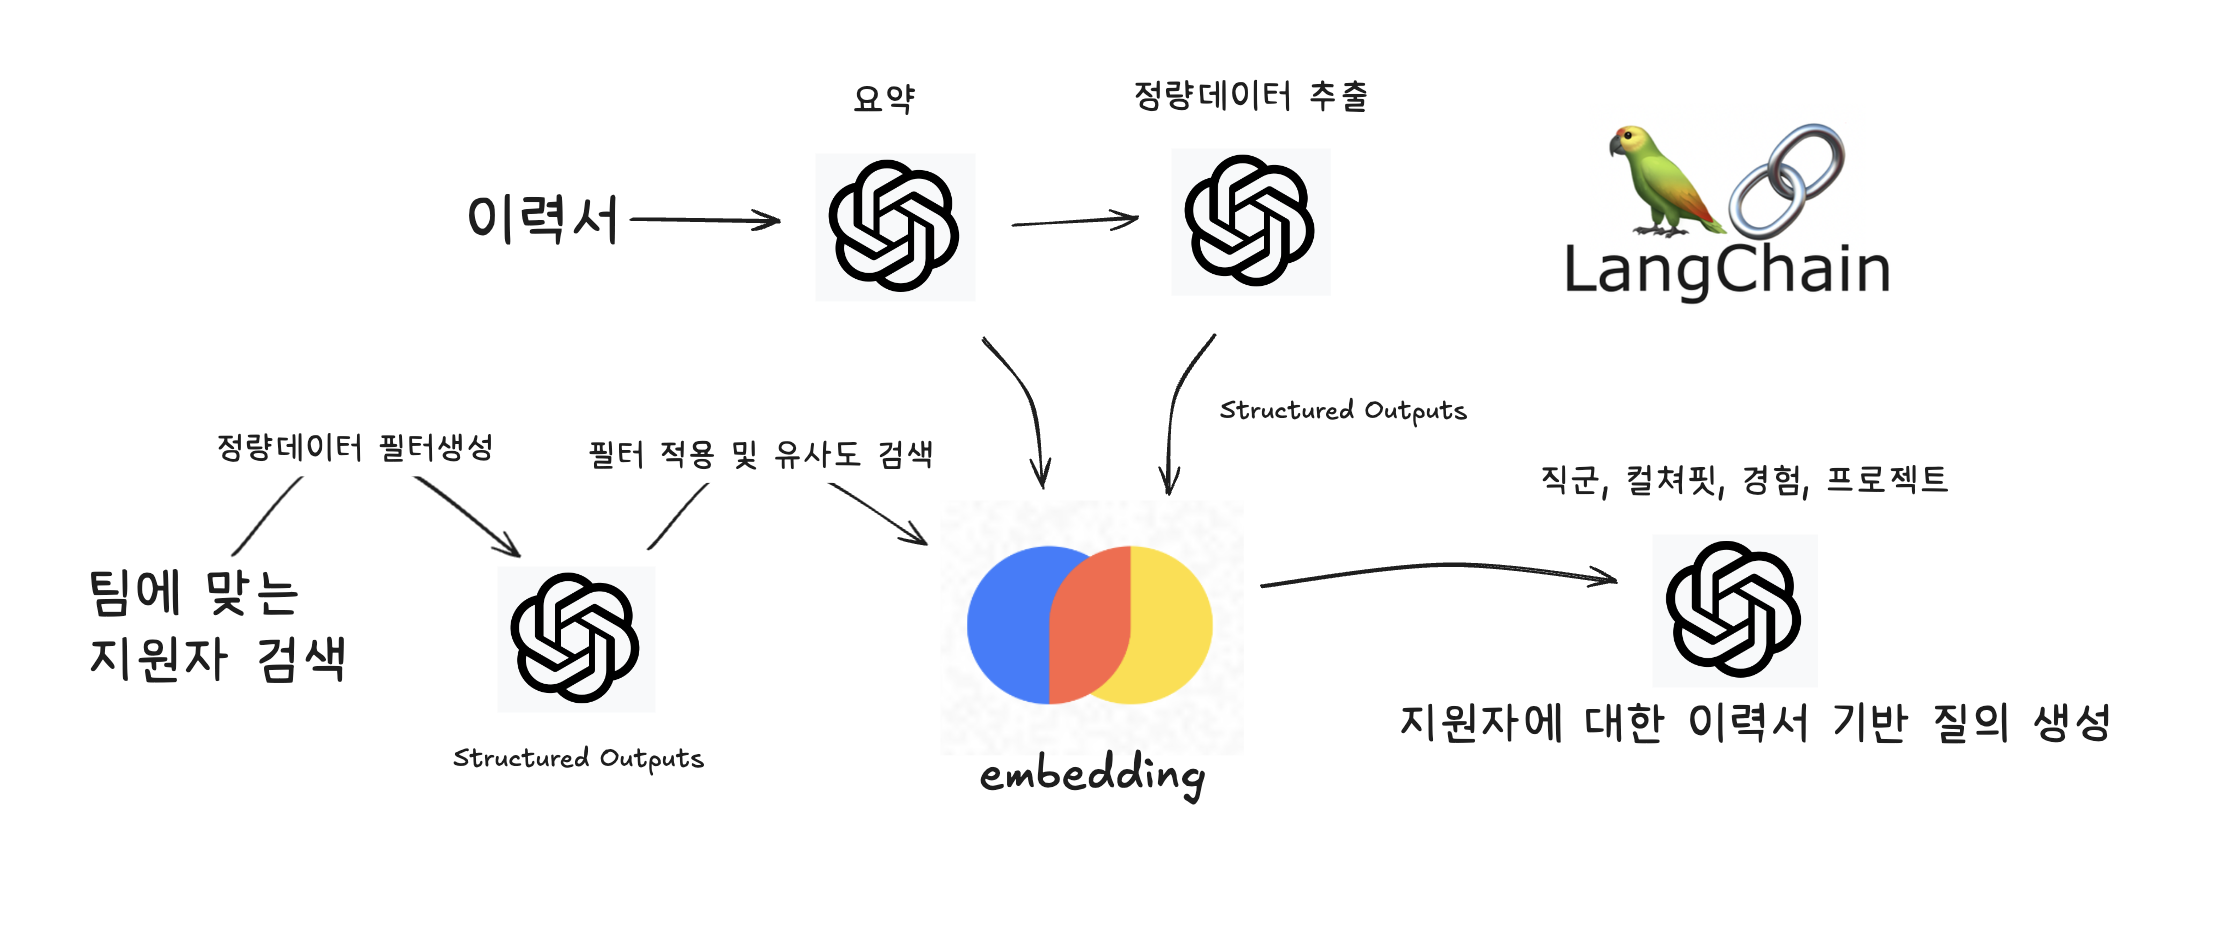 요약
정량데이터 추출
이력서
LangChain
Structured Outputs
정량데이터 필터생성
필터 적용 및 유사도 검색
직군, 컬쳐핏, 경험, 프로젝트
팀에 맞는
지원자 검색
지원자에 대한 이력서 기반 질의 생성
Structured Outputs
embedding